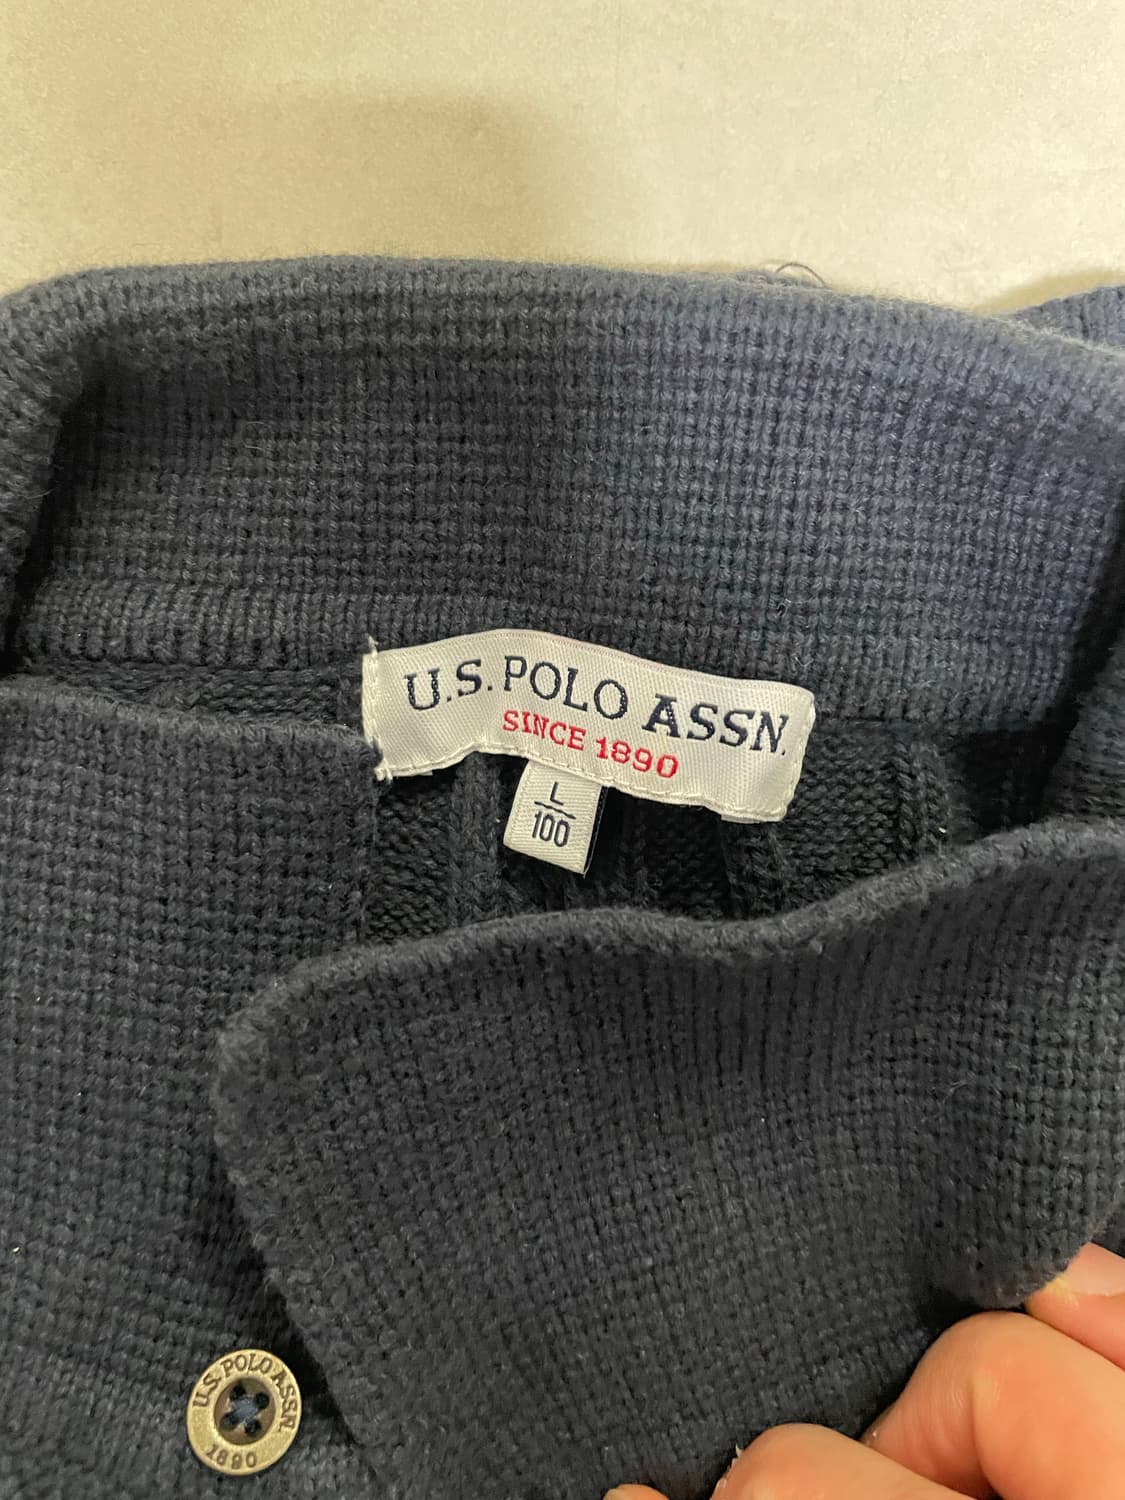 U.S. POLO ASSN.
SINCE 1890
L
100
U.S. POLO ASSN.
1890